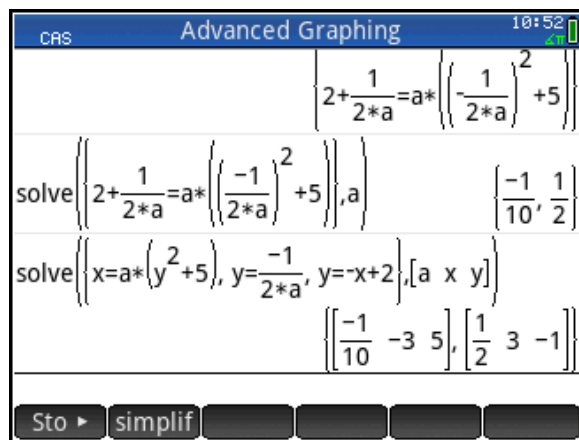 CAS Advanced Graphing 10:52 ∡π
{2+1/(2*a)=a*((-1/(2*a))^2+5)}
solve({2+1/(2*a)=a*((-1/(2*a))^2+5)},a) {-1/10, 1/2}
solve({x=a*(y^2+5), y=-1/(2*a), y=-x+2},[a x y])
{[-1/10 -3 5], [1/2 3 -1]}
Sto ► simplif